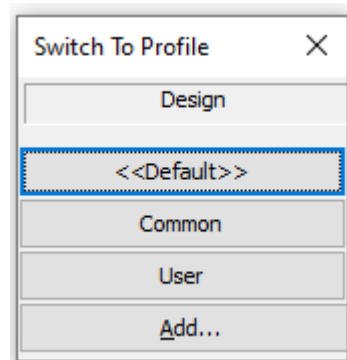 Switch To Profile
Design
<<Default>>
Common
User
Add...